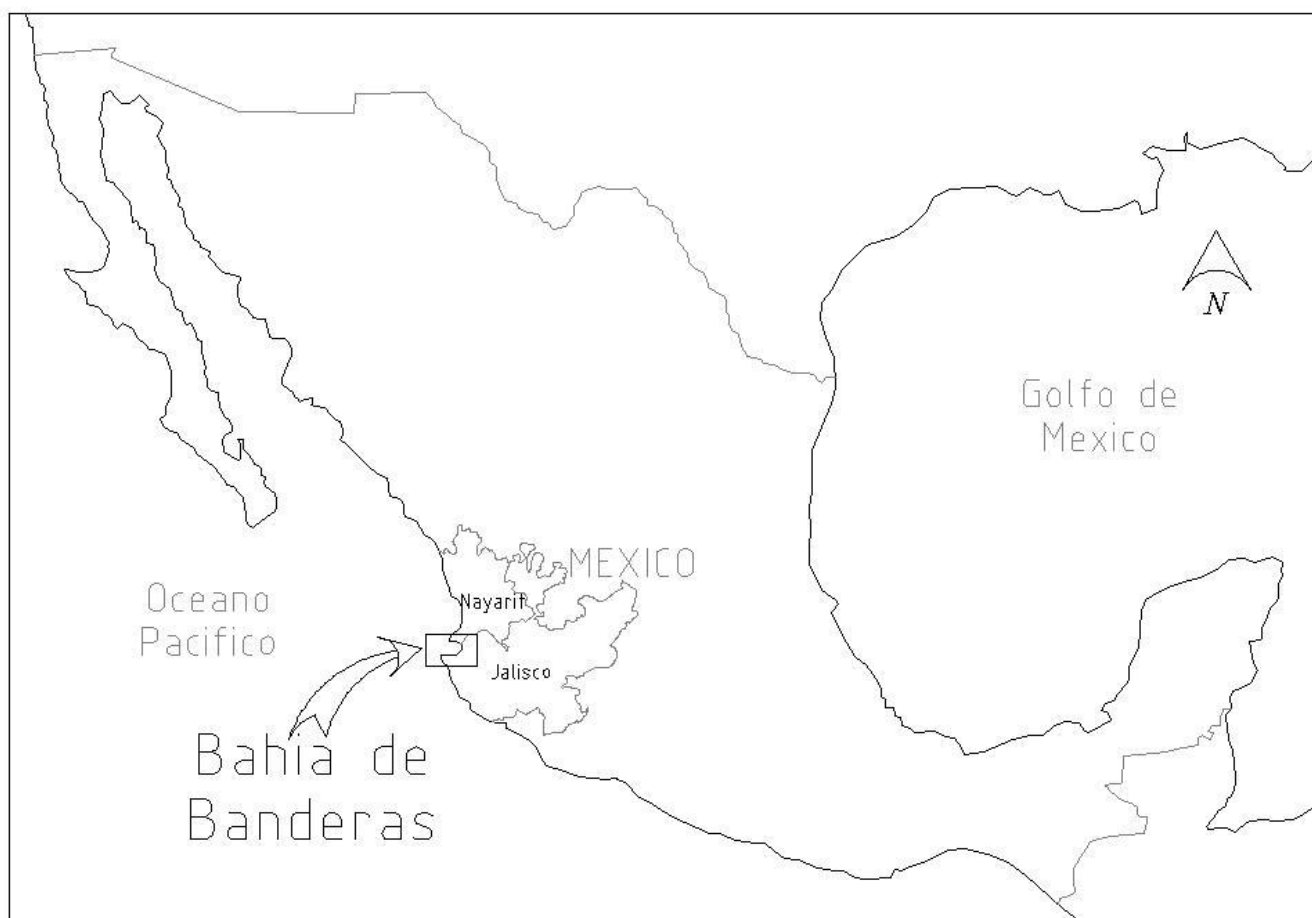 N
Golfo de
Mexico
MEXICO
Nayarit
Oceano
Pacifico
Jalisco
Bahia de
Banderas